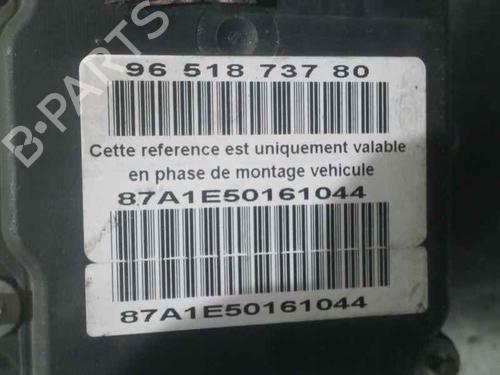 B-PARTS
96 518 737 80
Cette reference est uniquement valable
en phase de montage vehicule
87A1E50161044
87A1E50161044